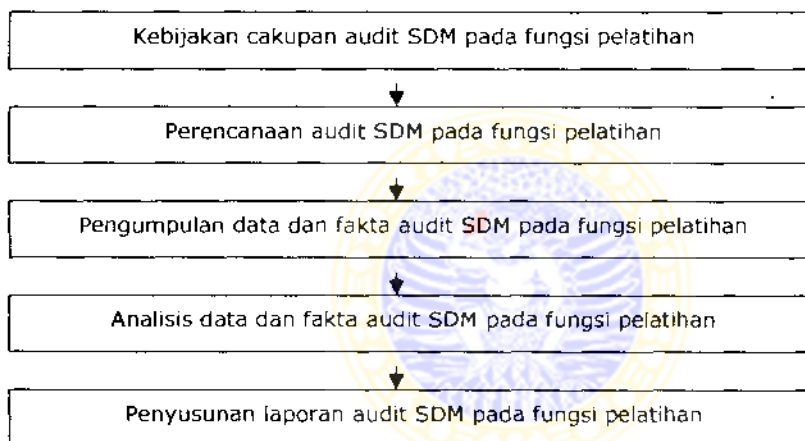 Kebijakan cakupan audit SDM pada fungsi pelatihan
Perencanaan audit SDM pada fungsi pelatihan
Pengumpulan data dan fakta audit SDM pada fungsi pelatihan
Analisis data dan fakta audit SDM pada fungsi pelatihan
Penyusunan laporan audit SDM pada fungsi pelatihan